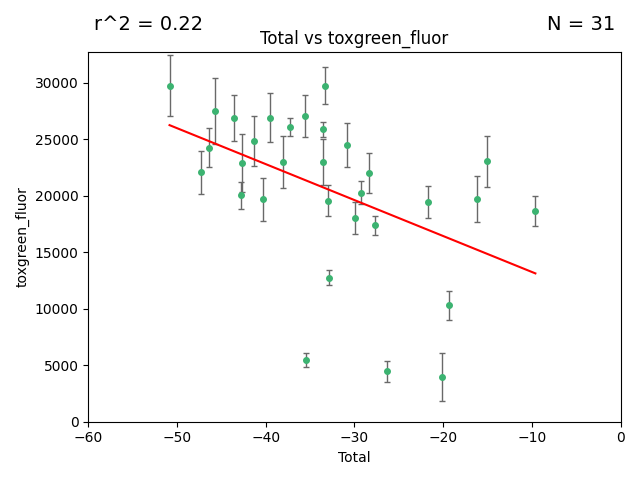 r^2 = 0.22
N = 31
Total vs toxgreen_fluor
30000
25000
20000
15000
10000
5000
0
toxgreen_fluor
−60
−50
−40
−30
−20
−10
0
Total